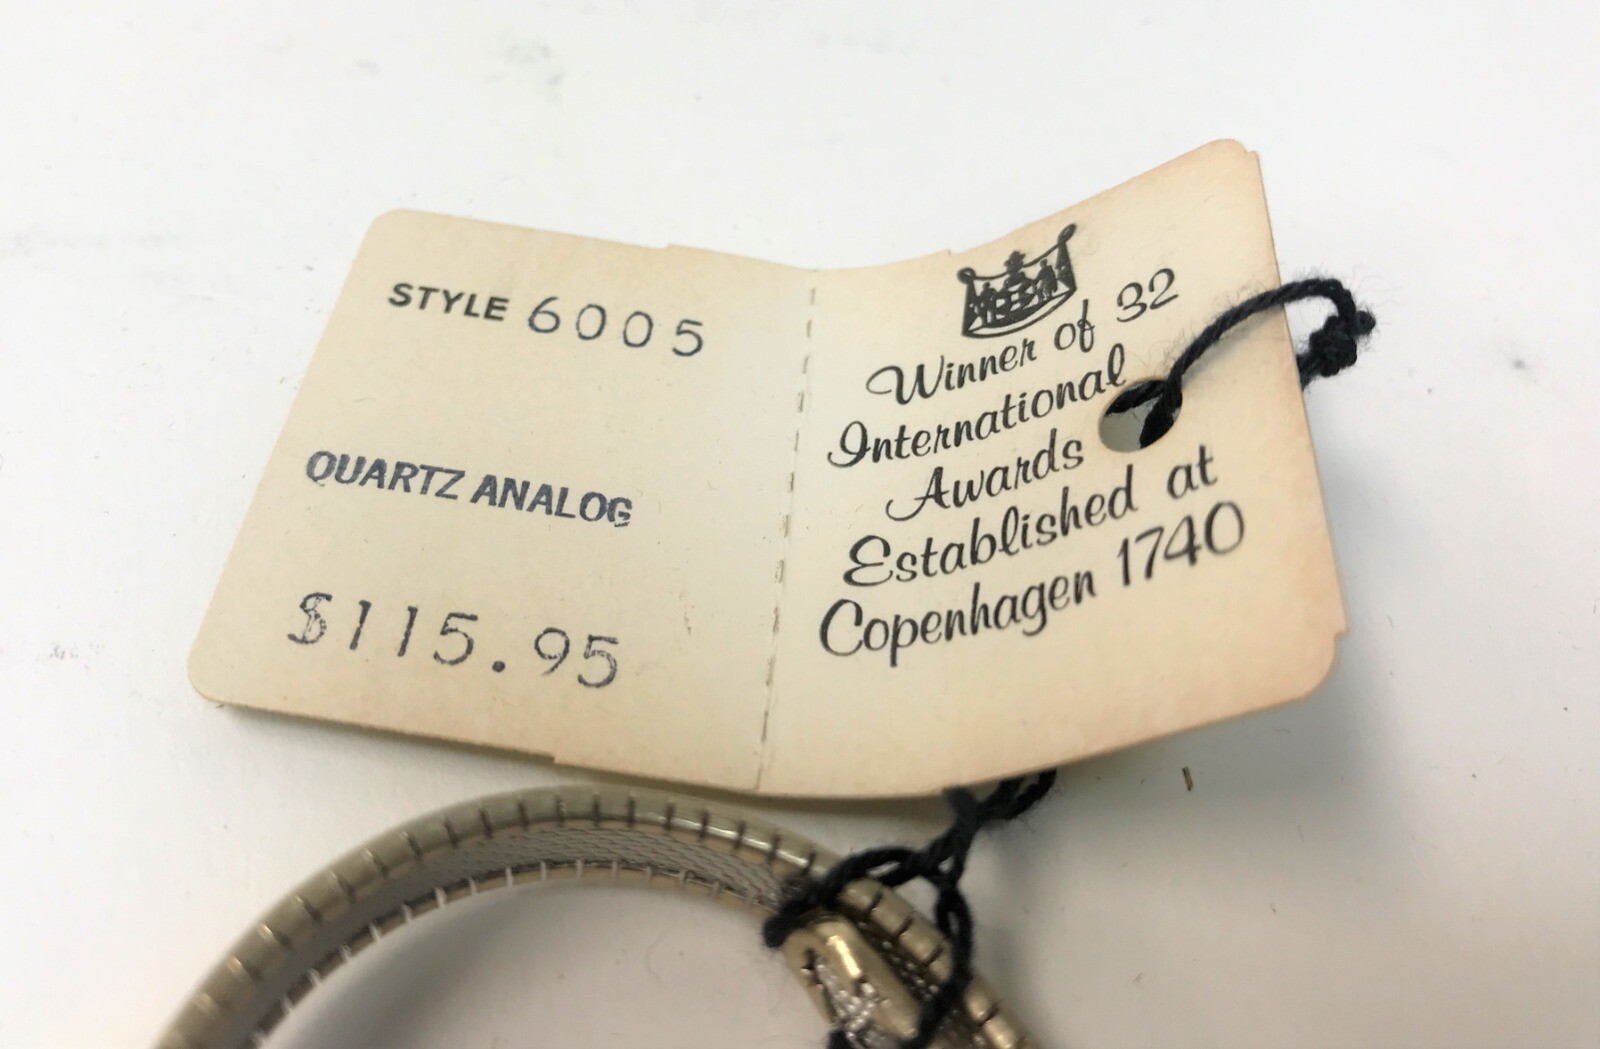 STYLE 6005
QUARTZ ANALOG
$115.95
Winner of 32
International
Awards
Established at
Copenhagen 1740